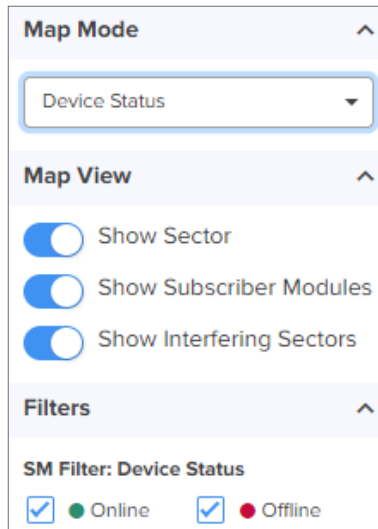 Map Mode
Device Status
Map View
Show Sector
Show Subscriber Modules
Show Interfering Sectors
Filters
SM Filter: Device Status
Online Offline